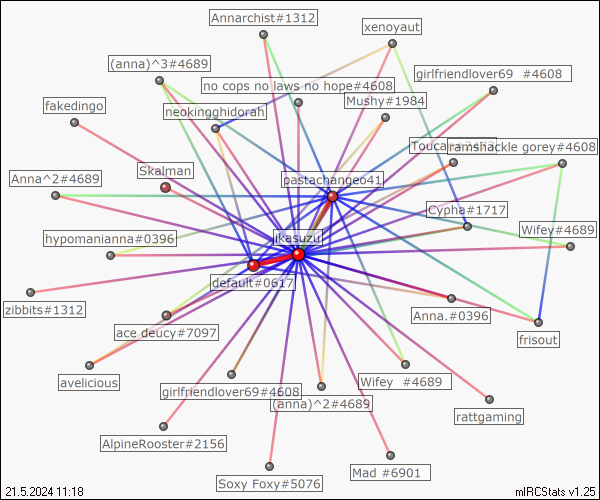 Annarchist#1312
xenoyaut
(anna)^3#4689
girlfriendlover69 #4608
no cops no laws no hope#4608
fakedingo
neokingghidorah
Mushy#1984
Touca
ramshackle gorey#4608
Skalman
Anna^2#4689
pastachange641
Cypha#1717
Wifey#4689
hypomanianna#0396
ikasuzu
default#0617
zibbits#1312
Anna.#0396
ace deucy#7097
frisout
avelicious
girlfriendlover69#4608
Wifey #4689
(anna)^2#4689
rattgaming
AlpineRooster#2156
Mad #6901
Soxy Foxy#5076
21.5.2024 11:18
mIRCStats v1.25